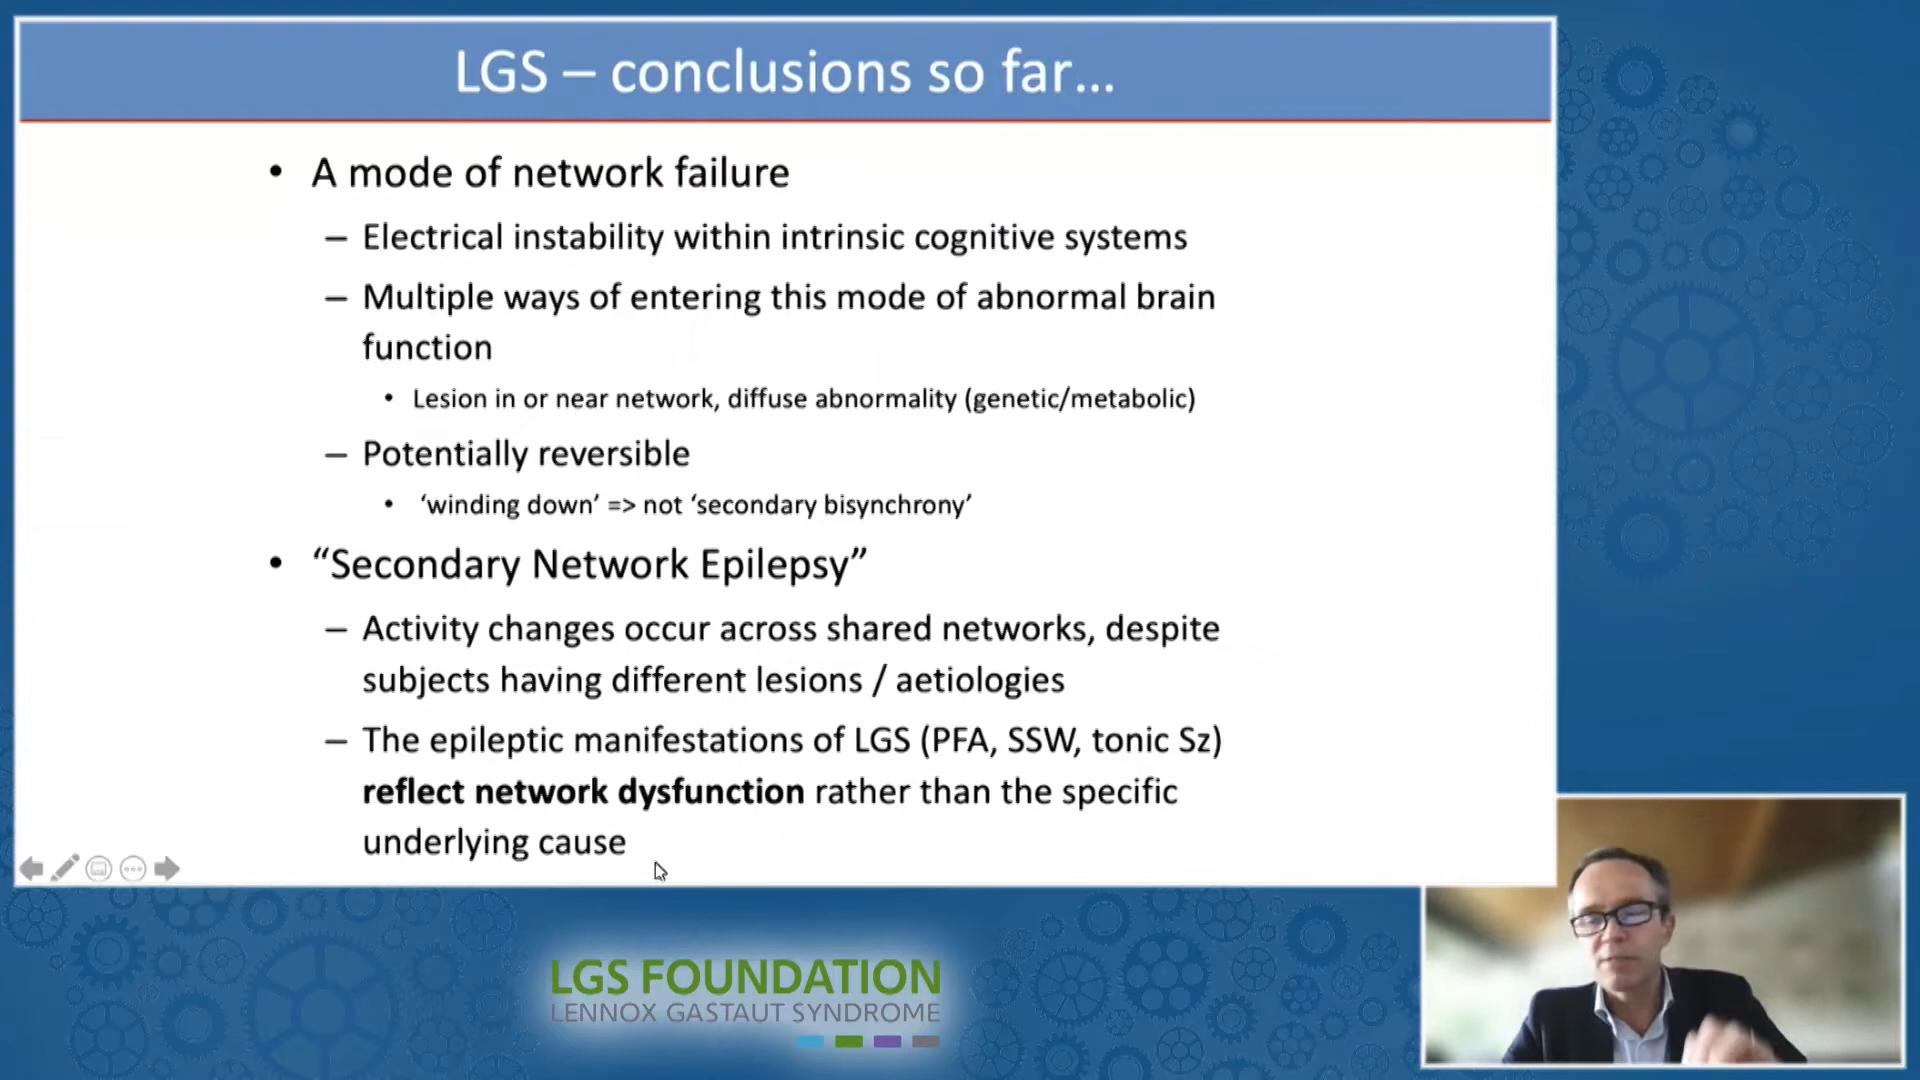 LGS – conclusions so far...
• A mode of network failure
– Electrical instability within intrinsic cognitive systems
– Multiple ways of entering this mode of abnormal brain
function
• Lesion in or near network, diffuse abnormality (genetic/metabolic)
– Potentially reversible
• ‘winding down’ => not ‘secondary bisynchrony’
• “Secondary Network Epilepsy”
– Activity changes occur across shared networks, despite
subjects having different lesions / aetiologies
– The epileptic manifestations of LGS (PFA, SSW, tonic Sz)
reflect network dysfunction rather than the specific
underlying cause
LGS FOUNDATION
LENNOX GASTAUT SYNDROME